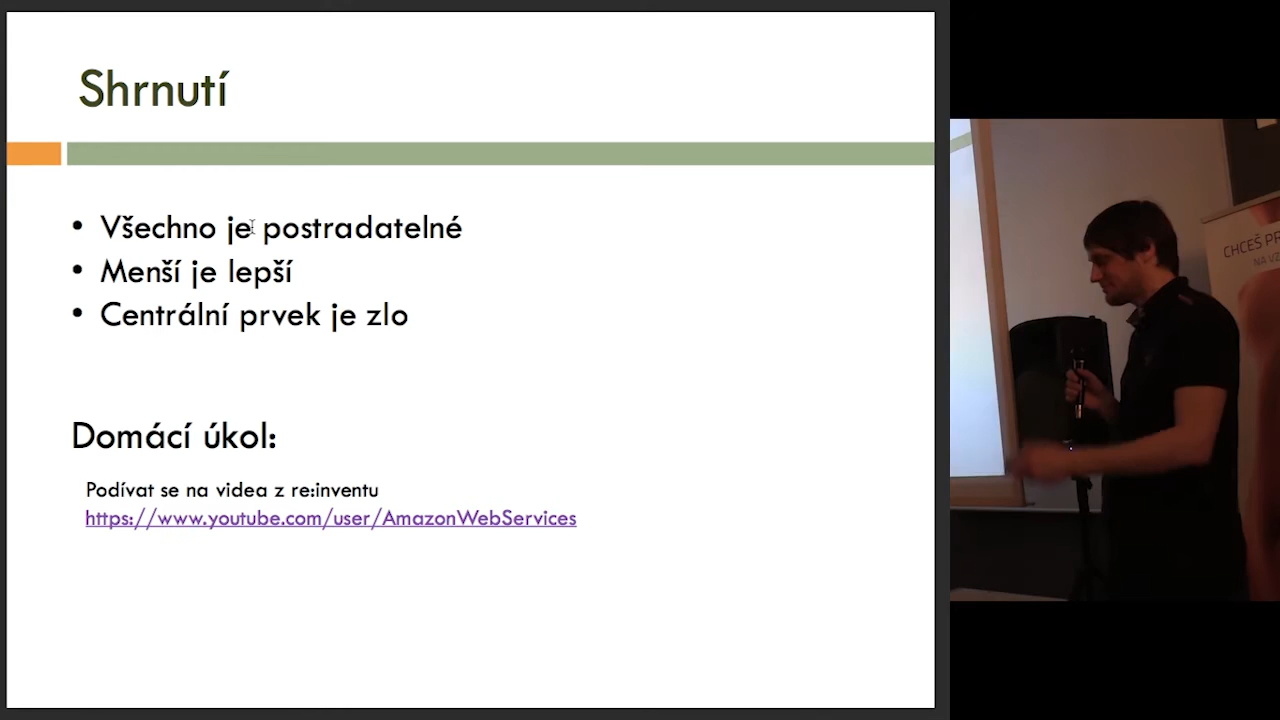 Shrnutí
• Všechno je postradatelné
• Menší je lepší
• Centrální prvek je zlo
Domácí úkol:
Podívat se na videa z re:inventu
https://www.youtube.com/user/AmazonWebServices
CHCEŠ
NA